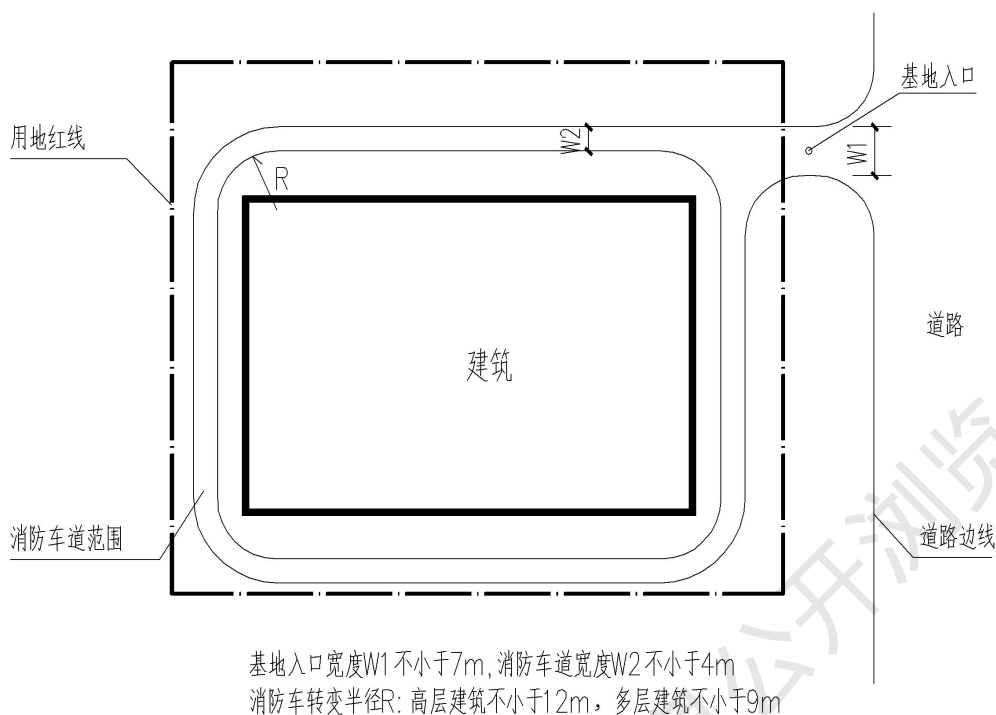 基地入口
用地红线
W2
W1
R
道路
建筑
消防车道范围
道路边线
基地入口宽度W1不小于7m,消防车道宽度W2不小于4m
消防车转变半径R: 高层建筑不小于12m，多层建筑不小于9m
公开浏览